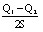 Q₁ − Q₂
2S